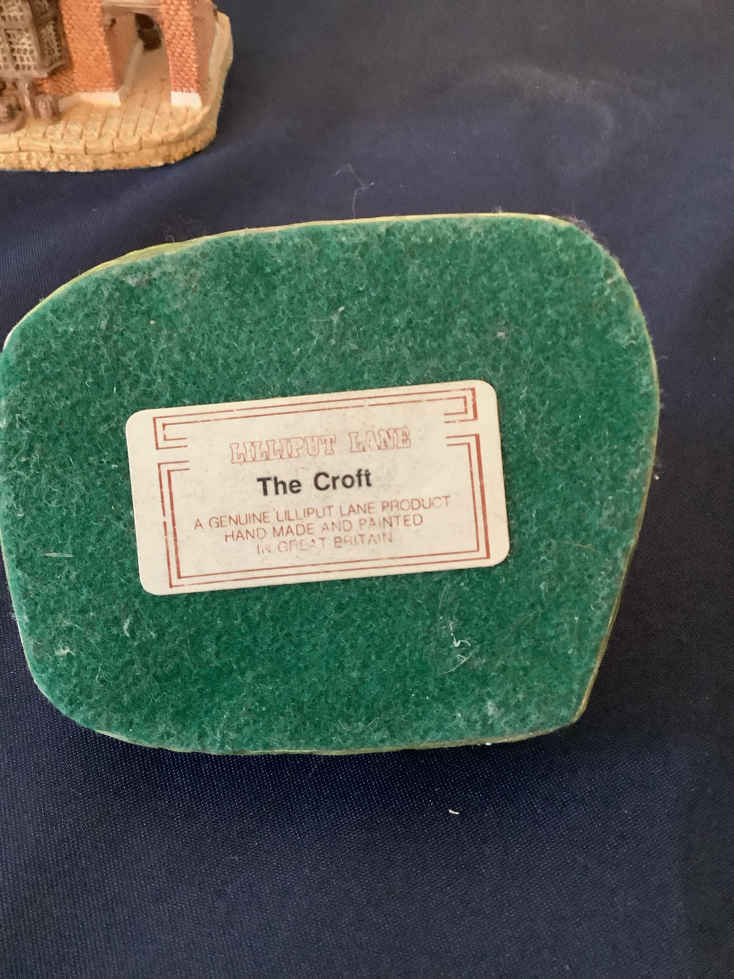 LILLIPUT LANE
The Croft
A GENUINE LILLIPUT LANE PRODUCT
HAND MADE AND PAINTED
IN GREAT BRITAIN